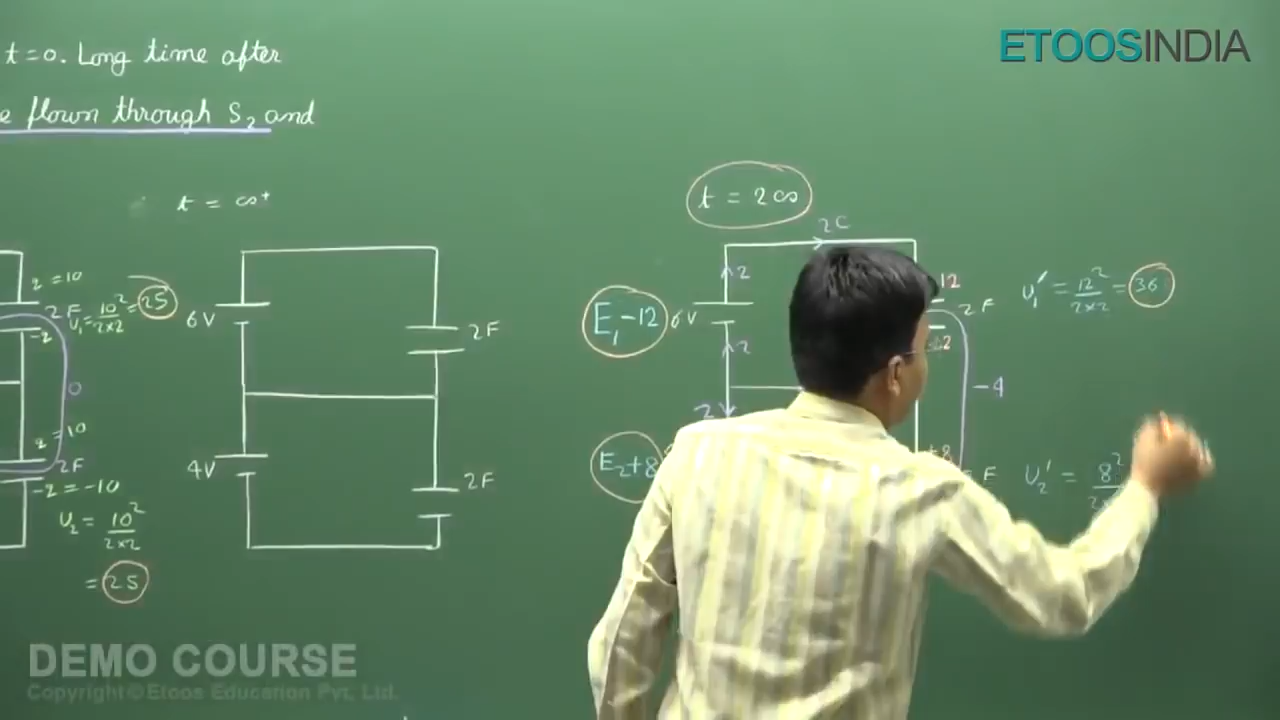 ETOOSINDIA
t=0. Long time after
e flown through S₂ and
t = ∞⁺
2 = 10
2F
U₁ = 10²/2×2 = 25
-2
0
2 = 10
2F
-2 = -10
U₂ = 10²/2×2
= 25
6V
2F
4V
2F
t = 2∞
2C
2
E₁-12
6V
2
2
E₂+8
12
2F
-4
+8
F
U₁' = 12²/2×2 = 36
U₂' = 8²
DEMO COURSE
Copyright © Etoos Education Pvt. Ltd.